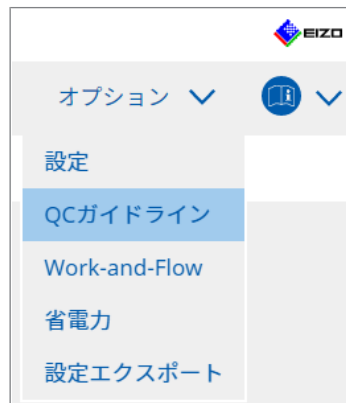 EIZO
オプション
設定
QCガイドライン
Work-and-Flow
省電力
設定エクスポート